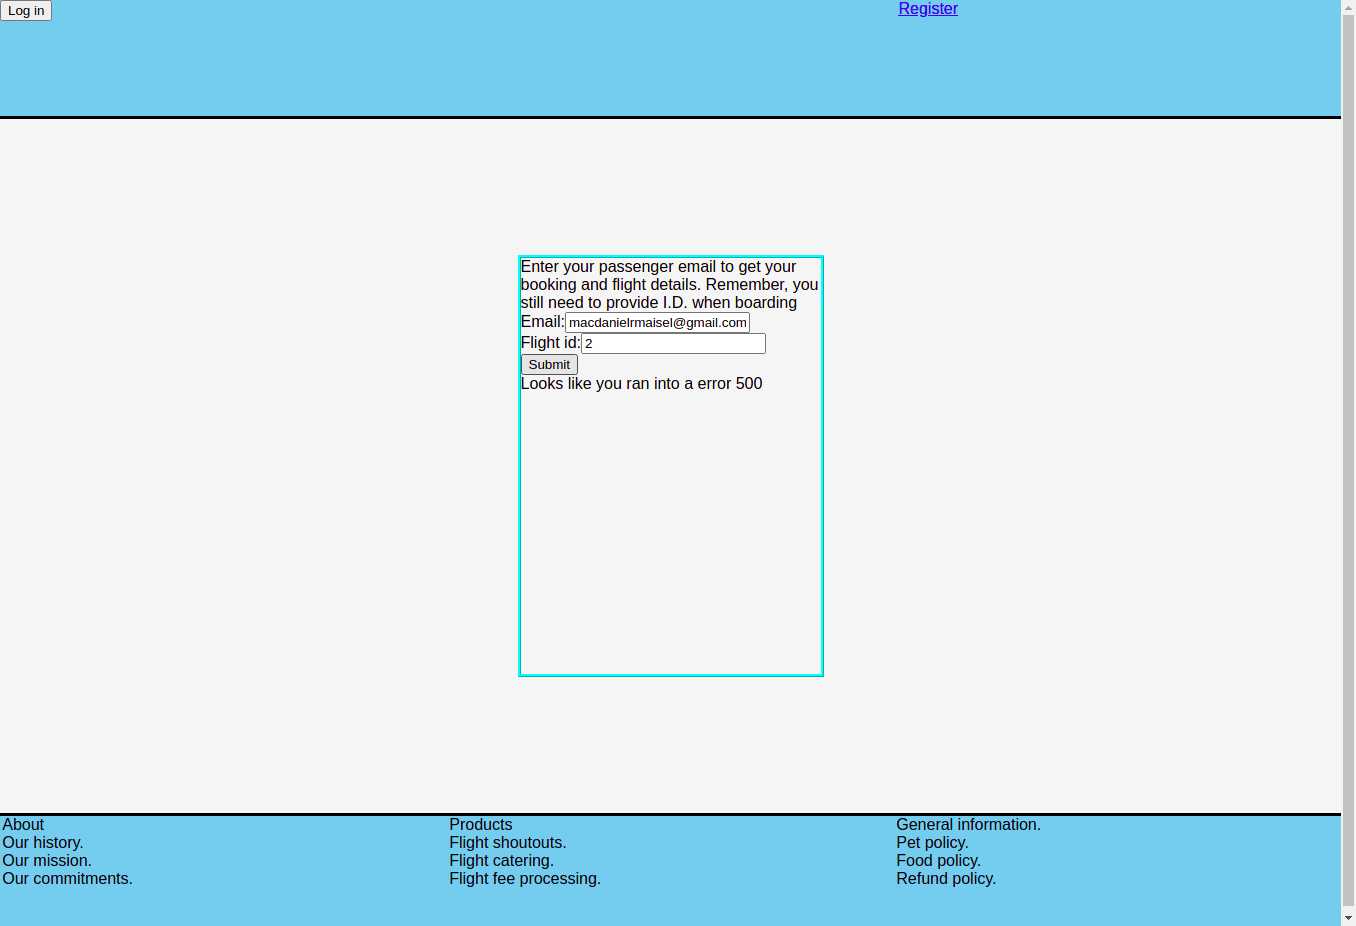 Log in
Register
Enter your passenger email to get your
booking and flight details. Remember, you
still need to provide I.D. when boarding
Email: macdanielrmaisel@gmail.com
Flight id: 2
Submit
Looks like you ran into a error 500
About
Our history.
Our mission.
Our commitments.
Products
Flight shoutouts.
Flight catering.
Flight fee processing.
General information.
Pet policy.
Food policy.
Refund policy.